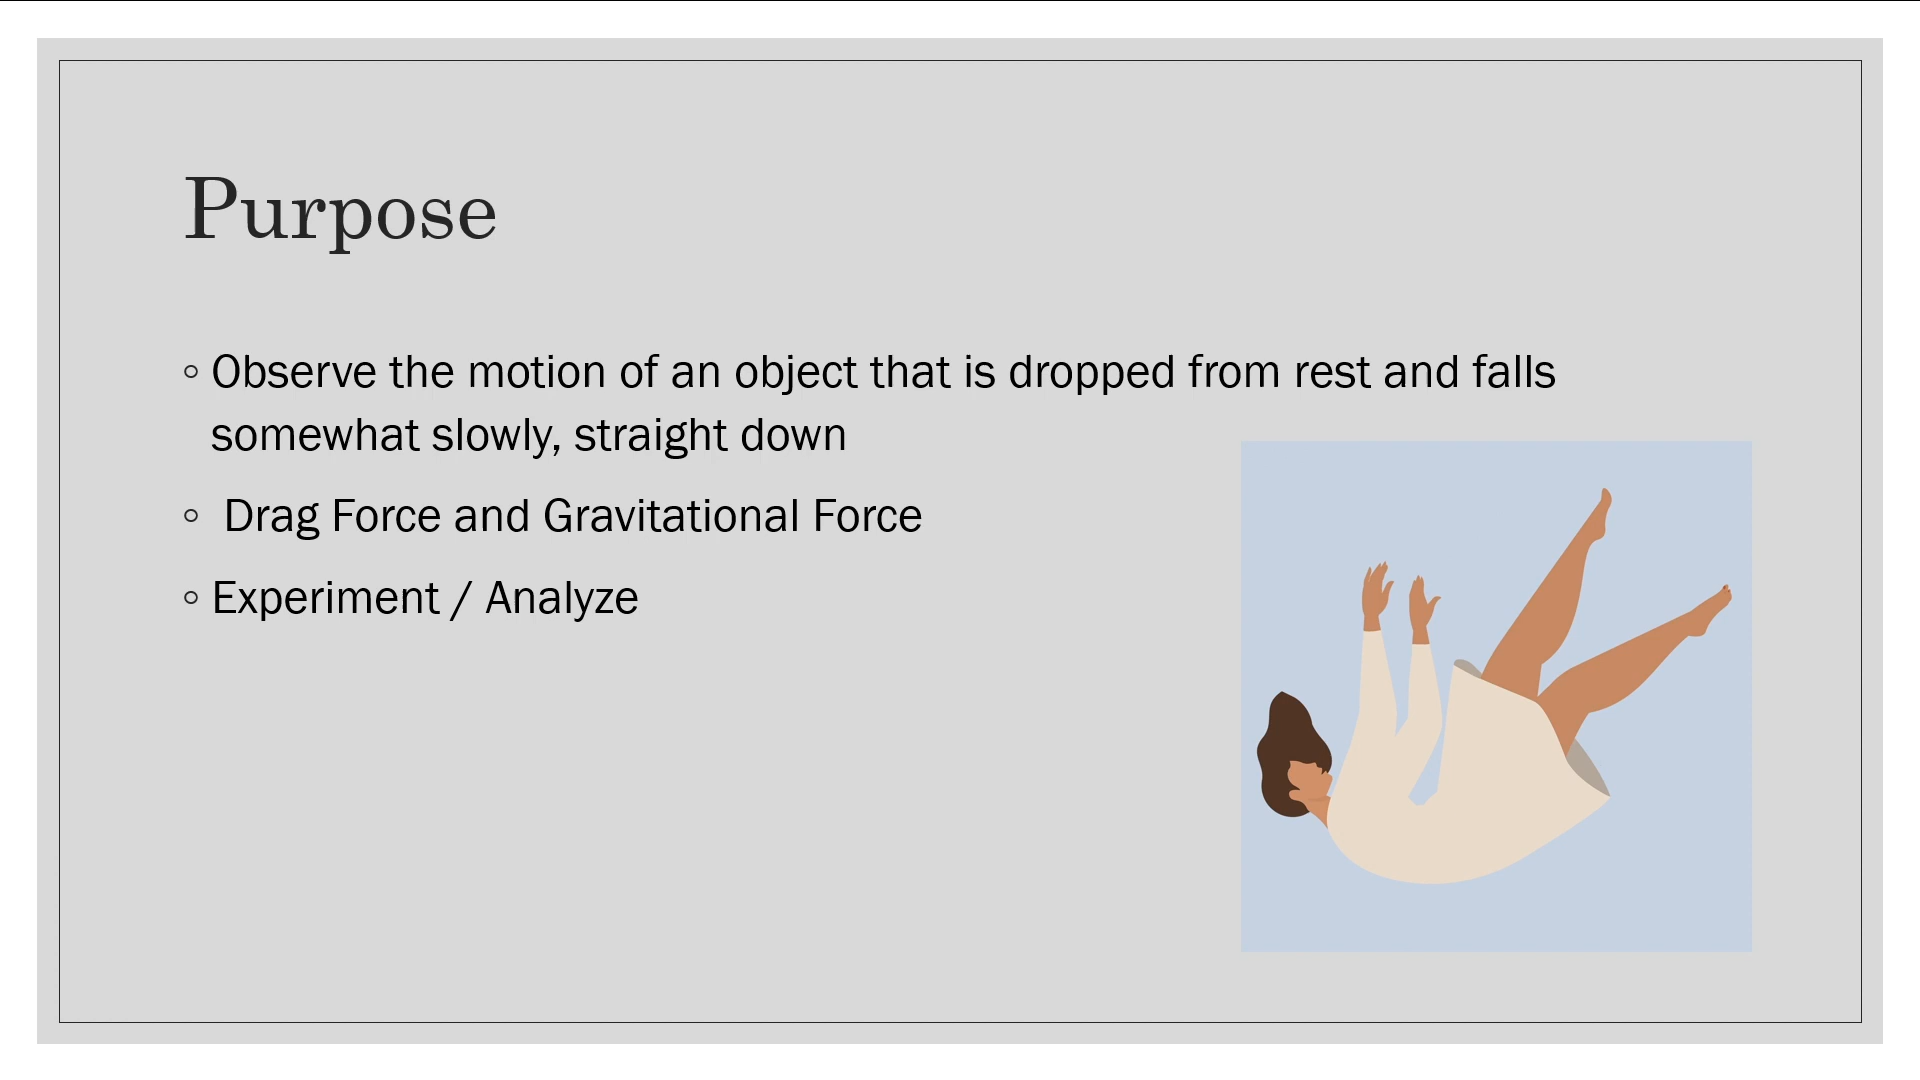 Purpose
◦ Observe the motion of an object that is dropped from rest and falls
somewhat slowly, straight down
◦ Drag Force and Gravitational Force
◦ Experiment / Analyze